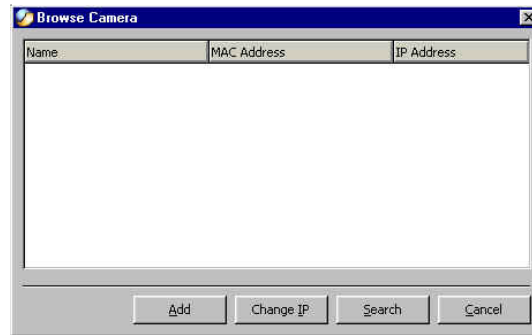 Browse Camera
Name MAC Address IP Address
Add Change IP Search Cancel